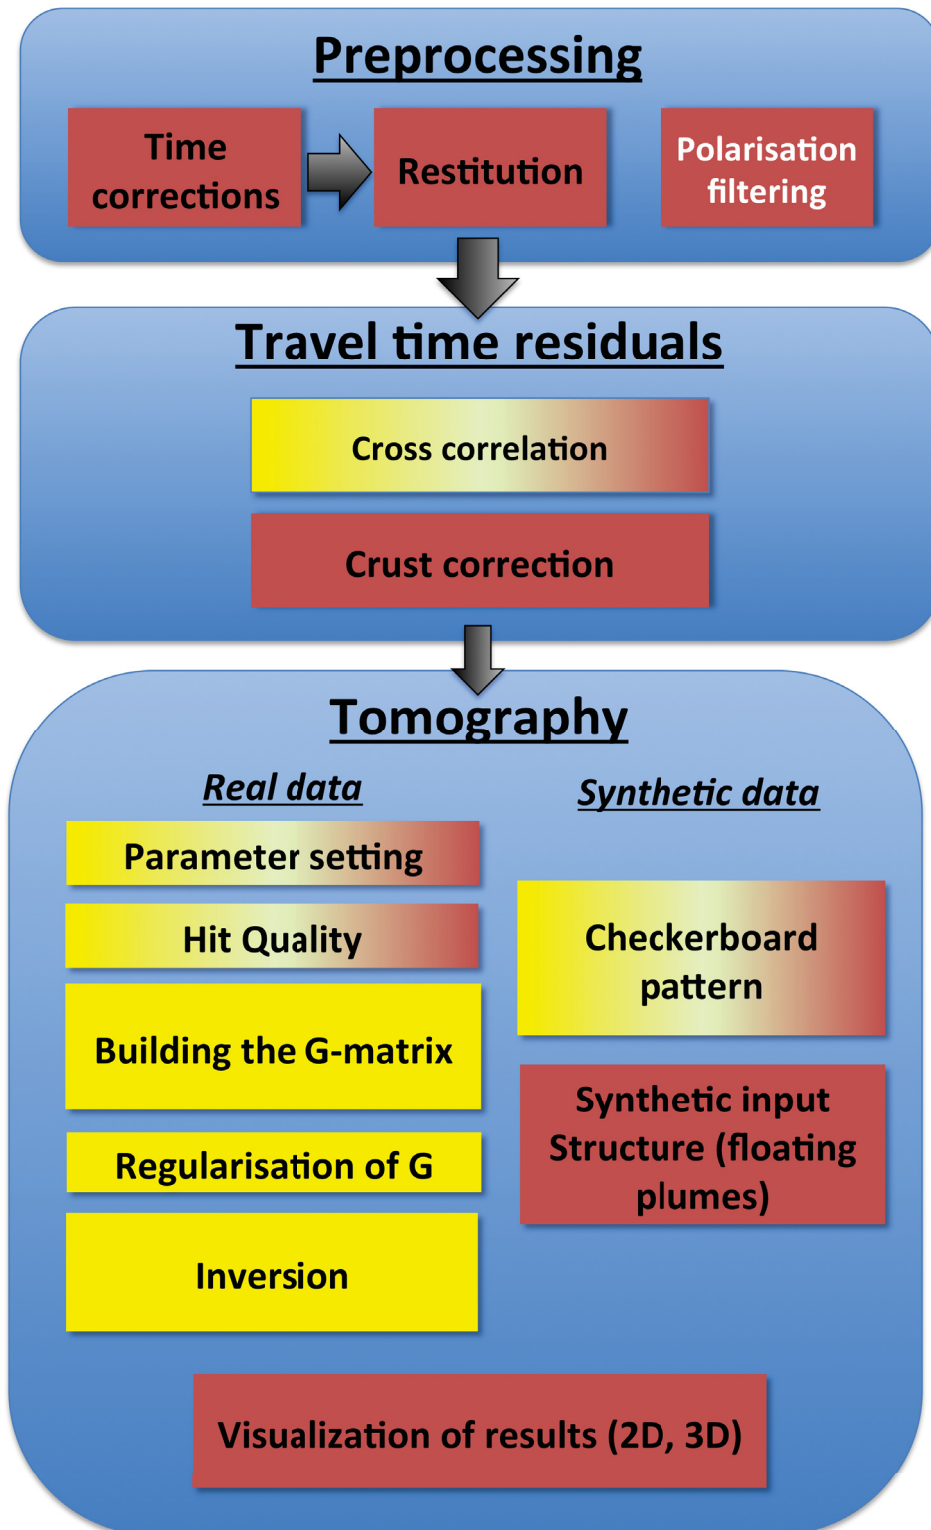 Preprocessing
Time
corrections
Restitution
Polarisation
filtering
Travel time residuals
Cross correlation
Crust correction
Tomography
Real data
Parameter setting
Hit Quality
Building the G-matrix
Regularisation of G
Inversion
Synthetic data
Checkerboard
pattern
Synthetic input
Structure (floating
plumes)
Visualization of results (2D, 3D)